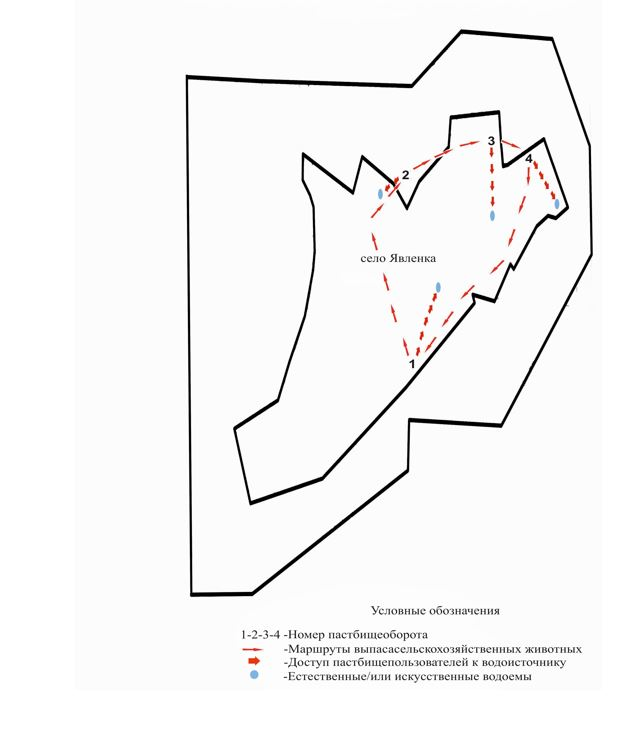 3
4
2
село Явленка
1
Условные обозначения
1-2-3-4 -Номер пастбищеоборота
-Маршруты выпасасельскохозяйственных животных
-Доступ пастбищепользователей к водоисточнику
-Естественные/или искусственные водоемы